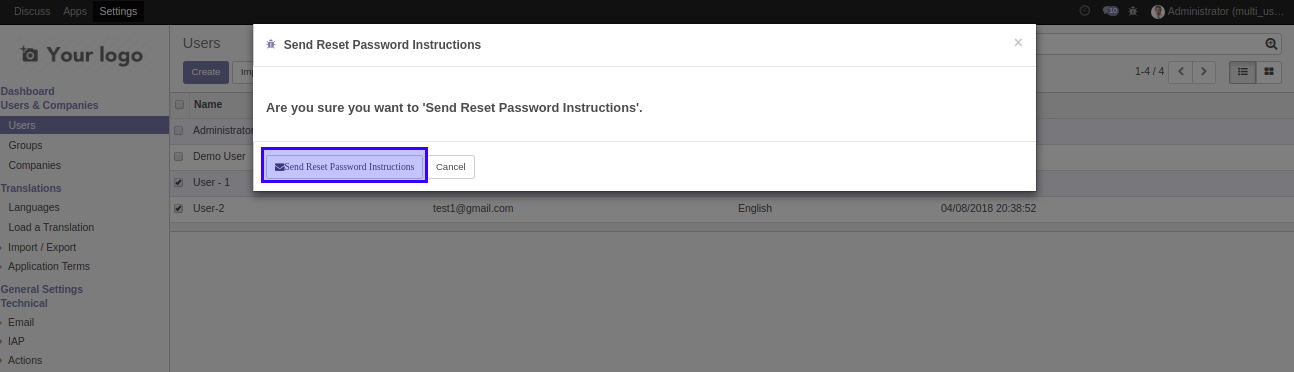 Discuss Apps Settings 10 Administrator (multi_us...
Your logo
Dashboard
Users & Companies
Users
Groups
Companies
Translations
Languages
Load a Translation
Import / Export
Application Terms
General Settings
Technical
Email
IAP
Actions
Users
Create
1-4 / 4
Name
Administrator
Demo User
User - 1
User-2 test1@gmail.com English 04/08/2018 20:38:52
Send Reset Password Instructions ×
Are you sure you want to 'Send Reset Password Instructions'.
Send Reset Password Instructions Cancel